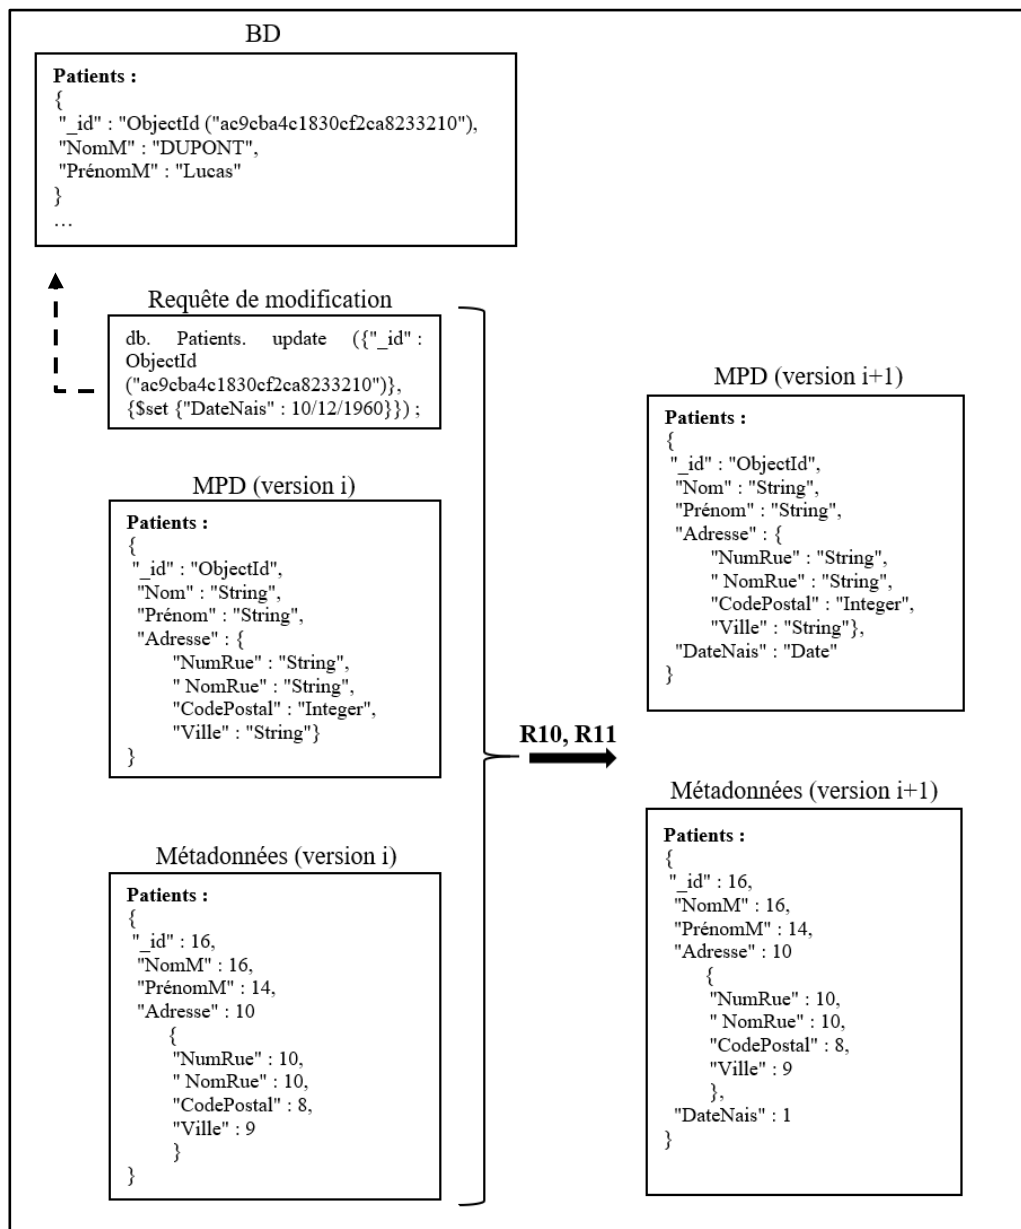 BD
Patients :
{
"_id" : "ObjectId ("ac9cba4c1830cf2ca8233210"),
"NomM" : "DUPONT",
"PrénomM" : "Lucas"
}
…
Requête de modification
db. Patients. update ({"_id" :
ObjectId
("ac9cba4c1830cf2ca8233210")},
{$set {"DateNais" : 10/12/1960}}) ;
MPD (version i)
Patients :
{
"_id" : "ObjectId",
"Nom" : "String",
"Prénom" : "String",
"Adresse" : {
"NumRue" : "String",
" NomRue" : "String",
"CodePostal" : "Integer",
"Ville" : "String"}
}
Métadonnées (version i)
Patients :
{
"_id" : 16,
"NomM" : 16,
"PrénomM" : 14,
"Adresse" : 10
{
"NumRue" : 10,
" NomRue" : 10,
"CodePostal" : 8,
"Ville" : 9
}
}
R10, R11
MPD (version i+1)
Patients :
{
"_id" : "ObjectId",
"Nom" : "String",
"Prénom" : "String",
"Adresse" : {
"NumRue" : "String",
" NomRue" : "String",
"CodePostal" : "Integer",
"Ville" : "String"},
"DateNais" : "Date"
}
Métadonnées (version i+1)
Patients :
{
"_id" : 16,
"NomM" : 16,
"PrénomM" : 14,
"Adresse" : 10
{
"NumRue" : 10,
" NomRue" : 10,
"CodePostal" : 8,
"Ville" : 9
},
"DateNais" : 1
}